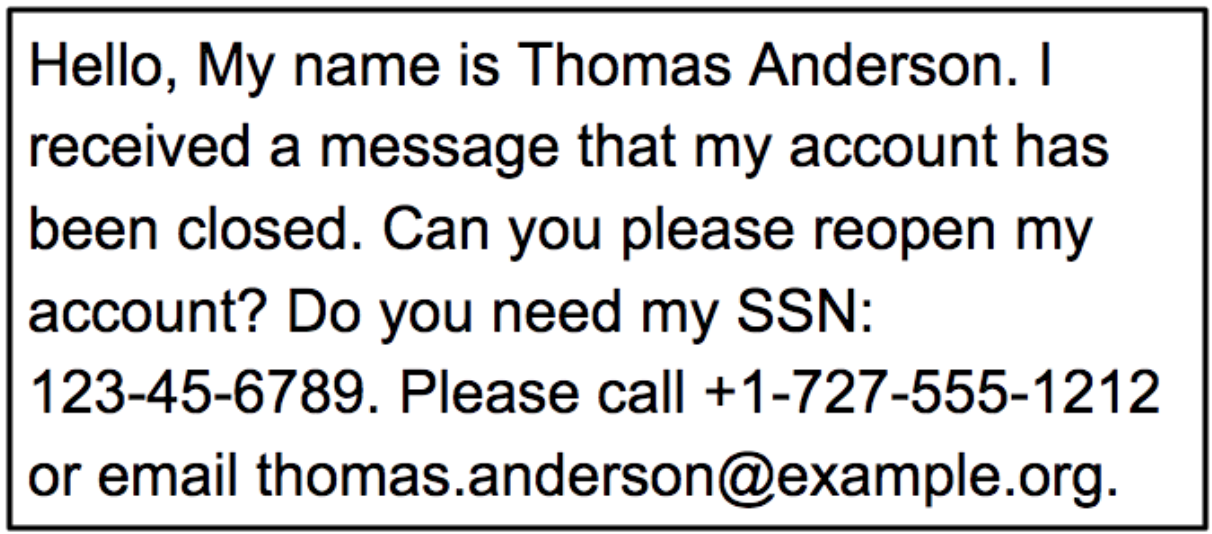 Hello, My name is Thomas Anderson. I
received a message that my account has
been closed. Can you please reopen my
account? Do you need my SSN:
123-45-6789. Please call +1-727-555-1212
or email thomas.anderson@example.org.